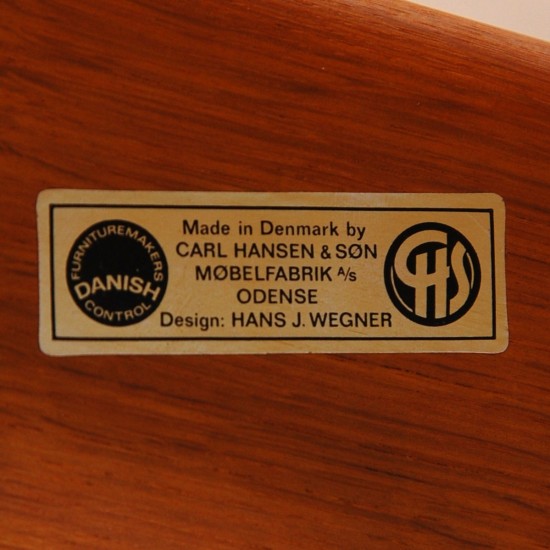 FURNITUREMAKERS
DANISH
CONTROL
Made in Denmark by
CARL HANSEN & SØN
MØBELFABRIK A/s
ODENSE
Design: HANS J. WEGNER
CHS